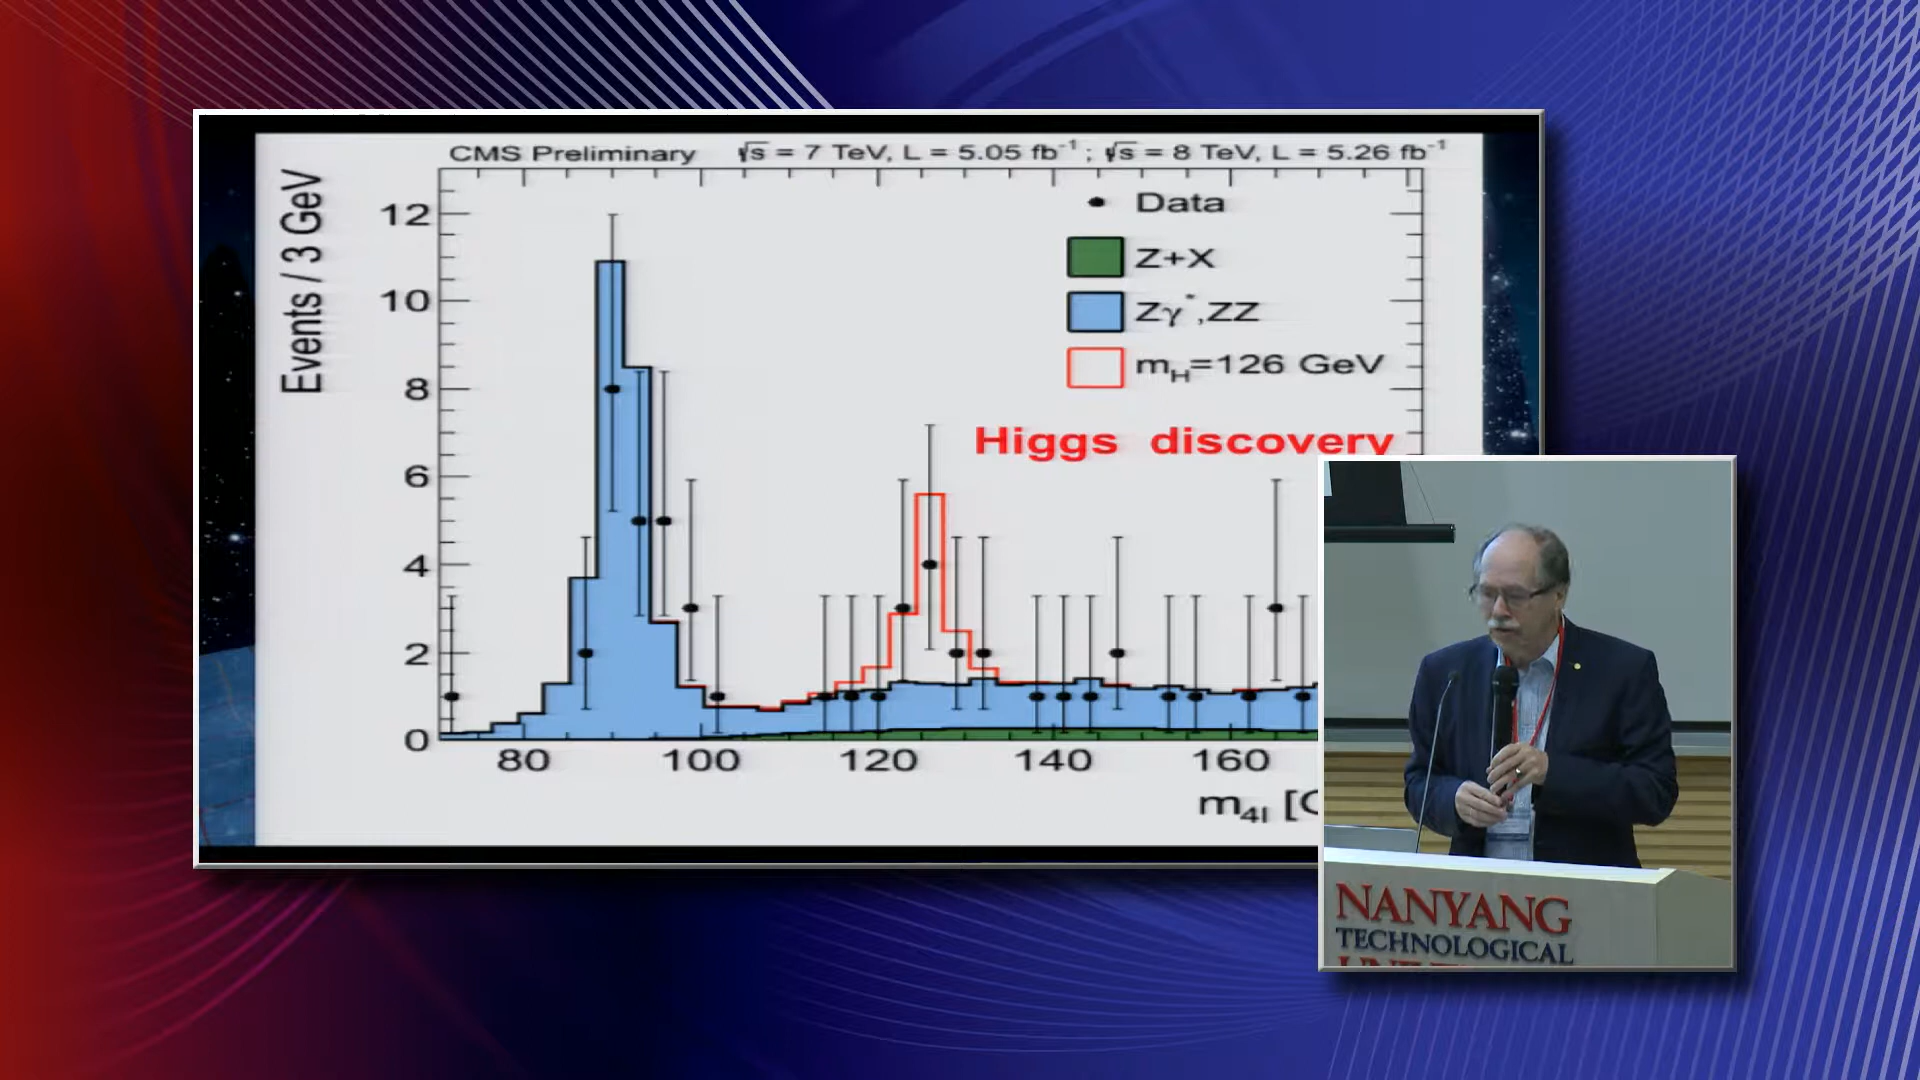 CMS Preliminary √s = 7 TeV, L = 5.05 fb⁻¹ ; √s = 8 TeV, L = 5.26 fb⁻¹
Events / 3 GeV
12
10
8
6
4
2
0
Data
Z+X
Zγ*,ZZ
mH=126 GeV
Higgs discovery
80 100 120 140 160
m4l [
NANYANG
TECHNOLOGICAL